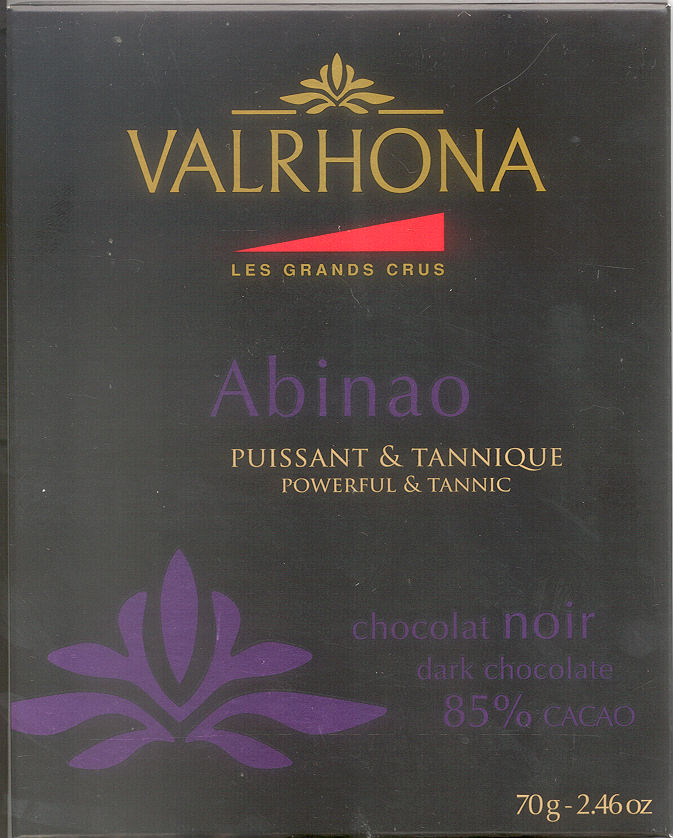 VALRHONA
LES GRANDS CRUS
Abinao
PUISSANT & TANNIQUE
POWERFUL & TANNIC
chocolat noir
dark chocolate
85% CACAO
70g - 2.46 oz